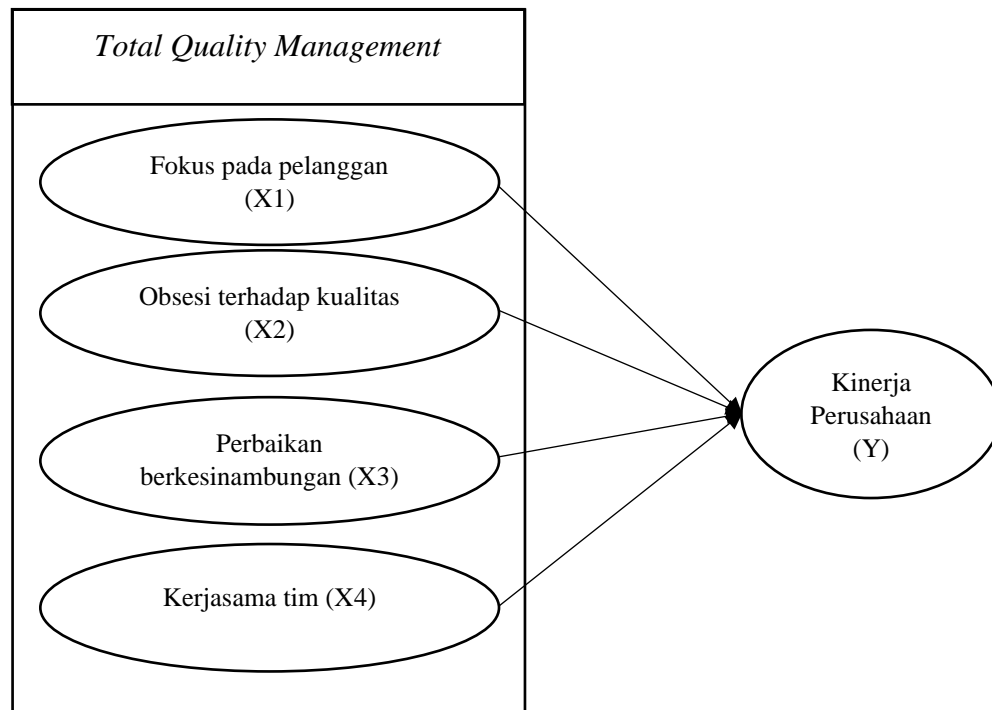 Total Quality Management
Fokus pada pelanggan
(X1)
Obsesi terhadap kualitas
(X2)
Perbaikan
berkesinambungan (X3)
Kerjasama tim (X4)
Kinerja
Perusahaan
(Y)